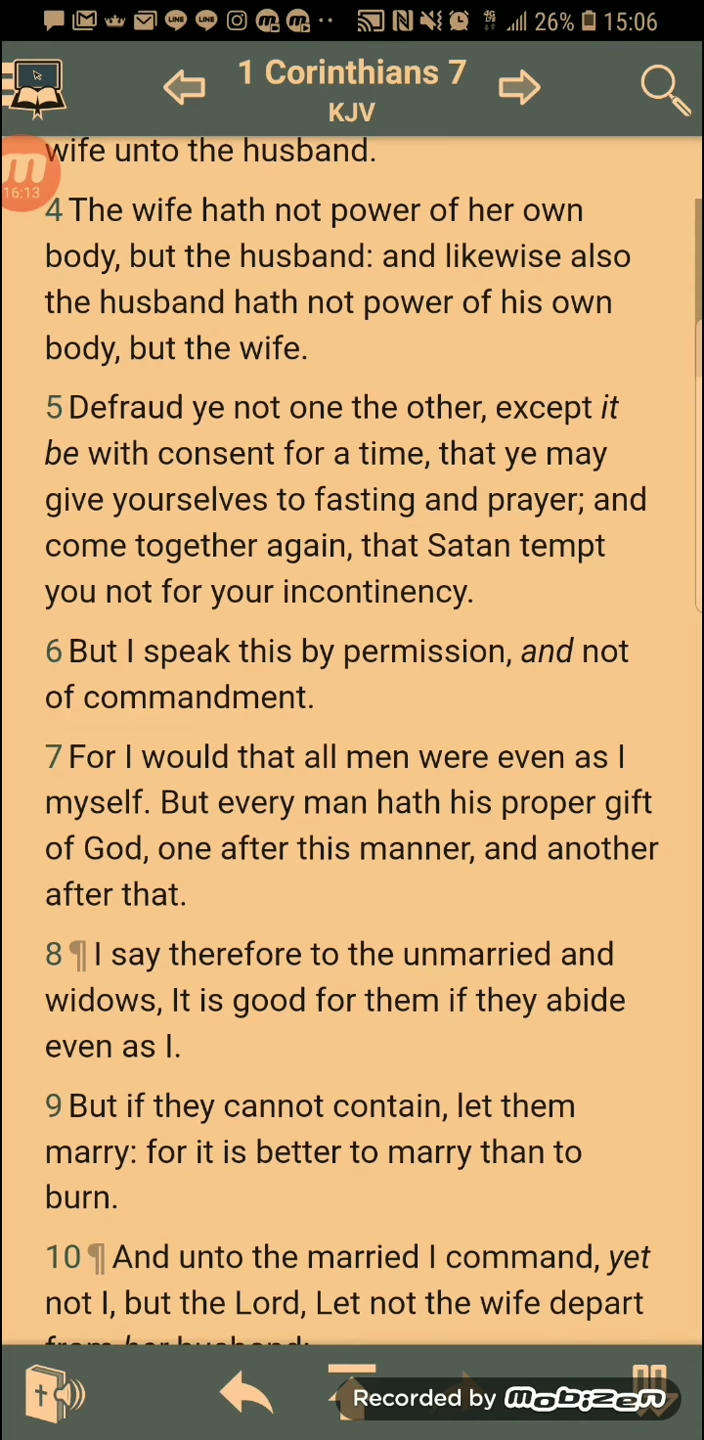 26% 15:06
1 Corinthians 7
KJV
16:13
wife unto the husband.
4 The wife hath not power of her own
body, but the husband: and likewise also
the husband hath not power of his own
body, but the wife.
5 Defraud ye not one the other, except it
be with consent for a time, that ye may
give yourselves to fasting and prayer; and
come together again, that Satan tempt
you not for your incontinency.
6 But I speak this by permission, and not
of commandment.
7 For I would that all men were even as I
myself. But every man hath his proper gift
of God, one after this manner, and another
after that.
8 ¶ I say therefore to the unmarried and
widows, It is good for them if they abide
even as I.
9 But if they cannot contain, let them
marry: for it is better to marry than to
burn.
10 ¶ And unto the married I command, yet
not I, but the Lord, Let not the wife depart
from her husband:
Recorded by mobizen